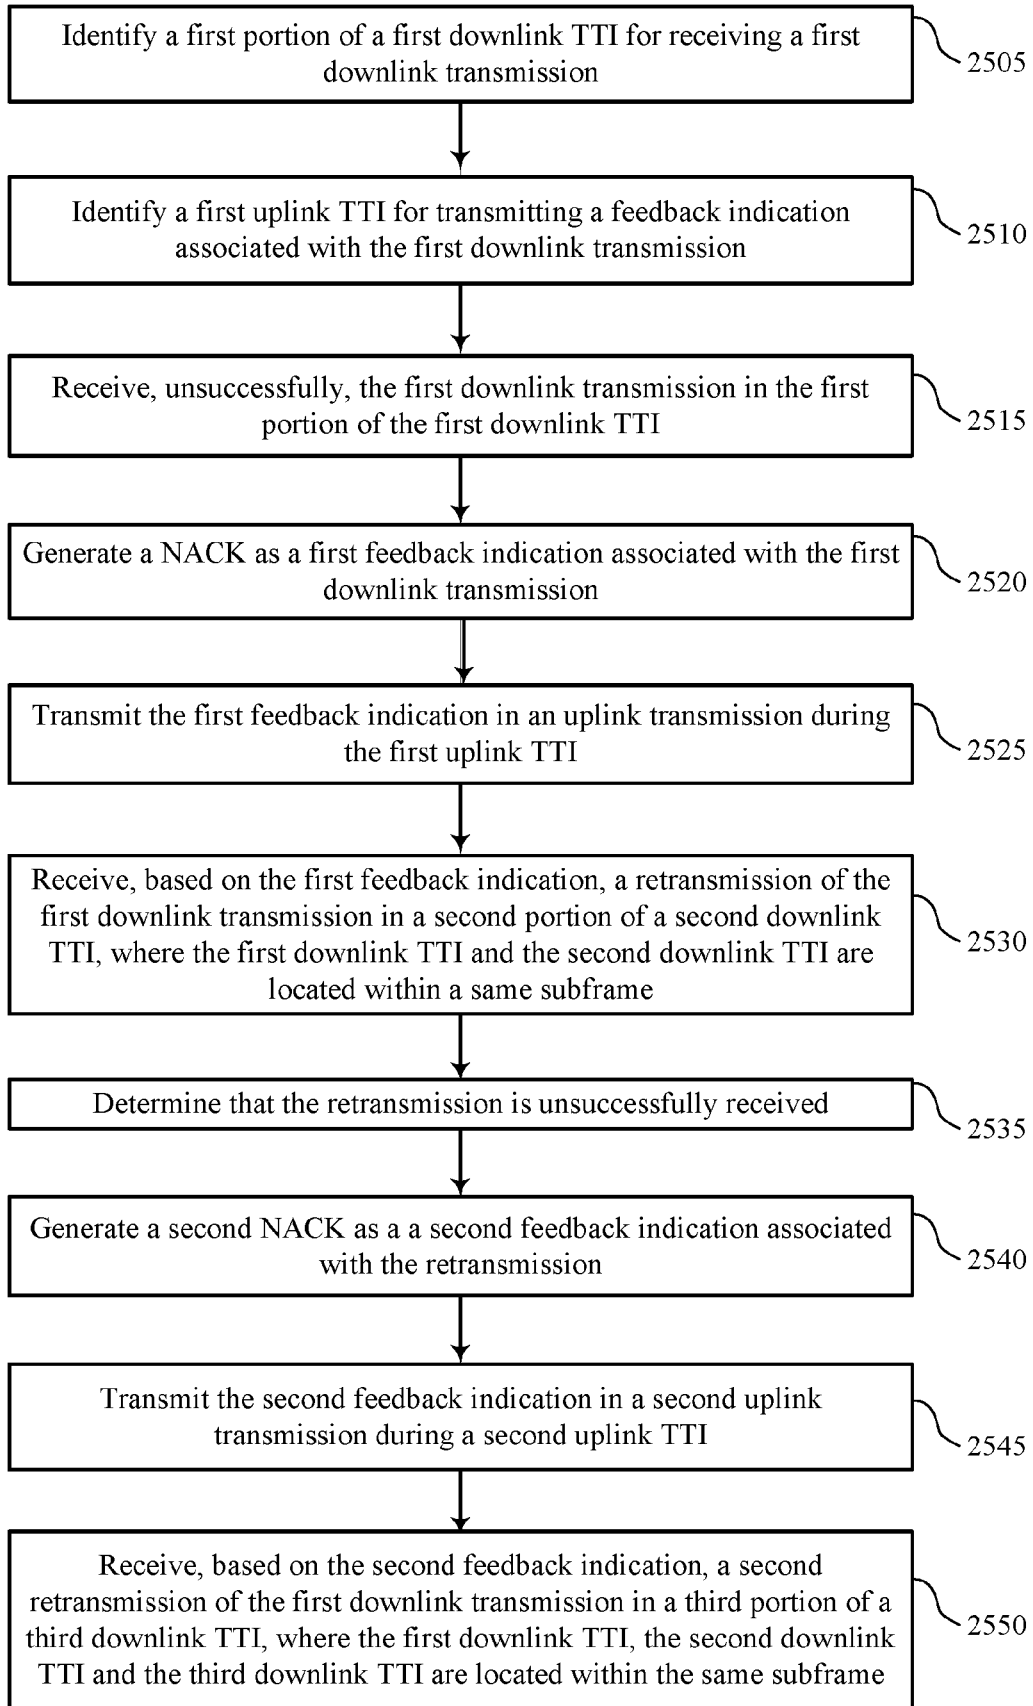 Identify a first portion of a first downlink TTI for receiving a first
downlink transmission
2505
Identify a first uplink TTI for transmitting a feedback indication
associated with the first downlink transmission
2510
Receive, unsuccessfully, the first downlink transmission in the first
portion of the first downlink TTI
2515
Generate a NACK as a first feedback indication associated with the first
downlink transmission
2520
Transmit the first feedback indication in an uplink transmission during
the first uplink TTI
2525
Receive, based on the first feedback indication, a retransmission of the
first downlink transmission in a second portion of a second downlink
TTI, where the first downlink TTI and the second downlink TTI are
located within a same subframe
2530
Determine that the retransmission is unsuccessfully received
2535
Generate a second NACK as a a second feedback indication associated
with the retransmission
2540
Transmit the second feedback indication in a second uplink
transmission during a second uplink TTI
2545
Receive, based on the second feedback indication, a second
retransmission of the first downlink transmission in a third portion of a
third downlink TTI, where the first downlink TTI, the second downlink
TTI and the third downlink TTI are located within the same subframe
2550